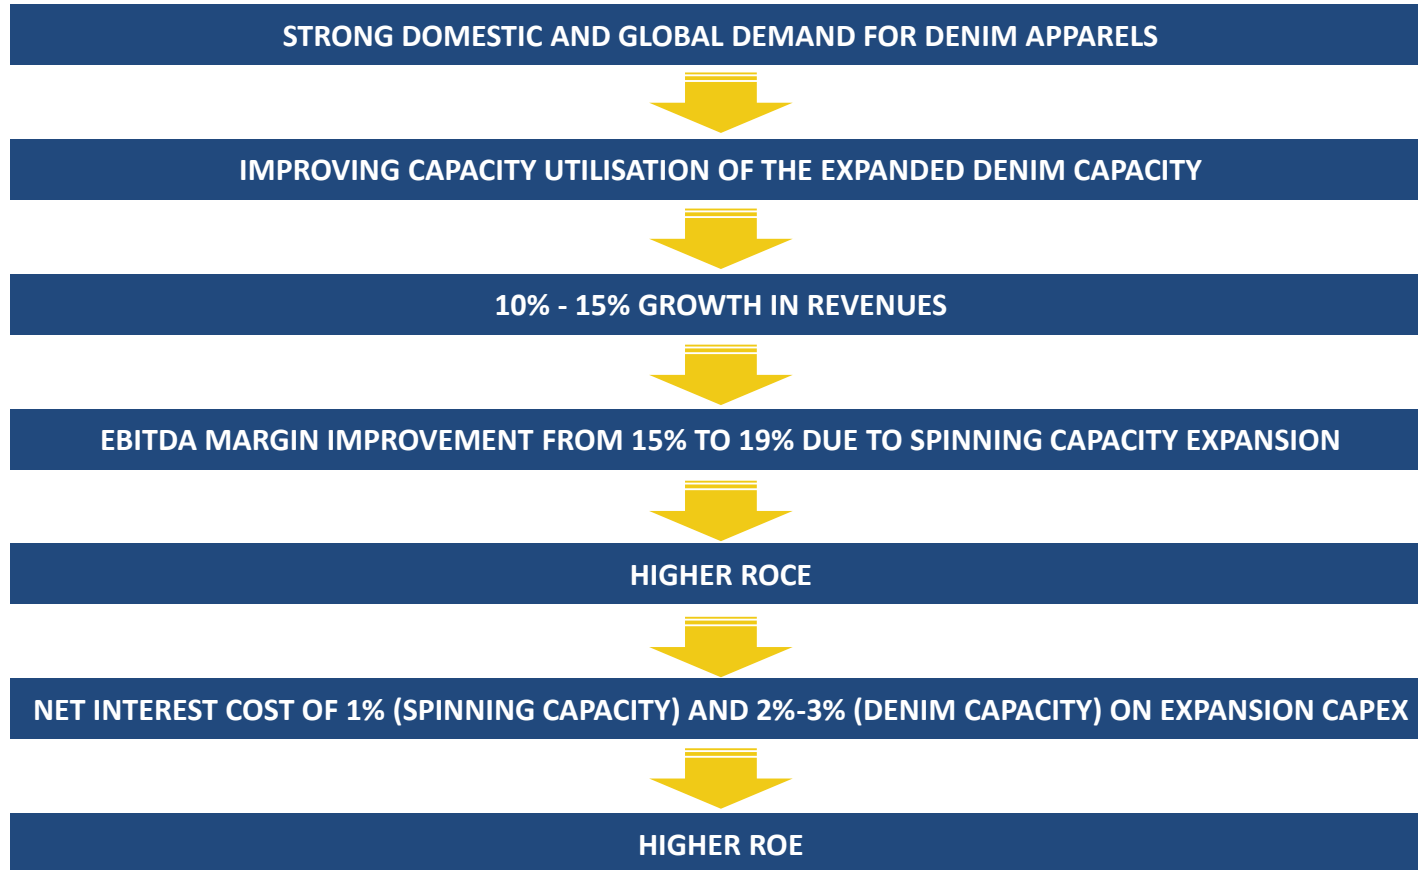 STRONG DOMESTIC AND GLOBAL DEMAND FOR DENIM APPARELS
IMPROVING CAPACITY UTILISATION OF THE EXPANDED DENIM CAPACITY
10% - 15% GROWTH IN REVENUES
EBITDA MARGIN IMPROVEMENT FROM 15% TO 19% DUE TO SPINNING CAPACITY EXPANSION
HIGHER ROCE
NET INTEREST COST OF 1% (SPINNING CAPACITY) AND 2%-3% (DENIM CAPACITY) ON EXPANSION CAPEX
HIGHER ROE